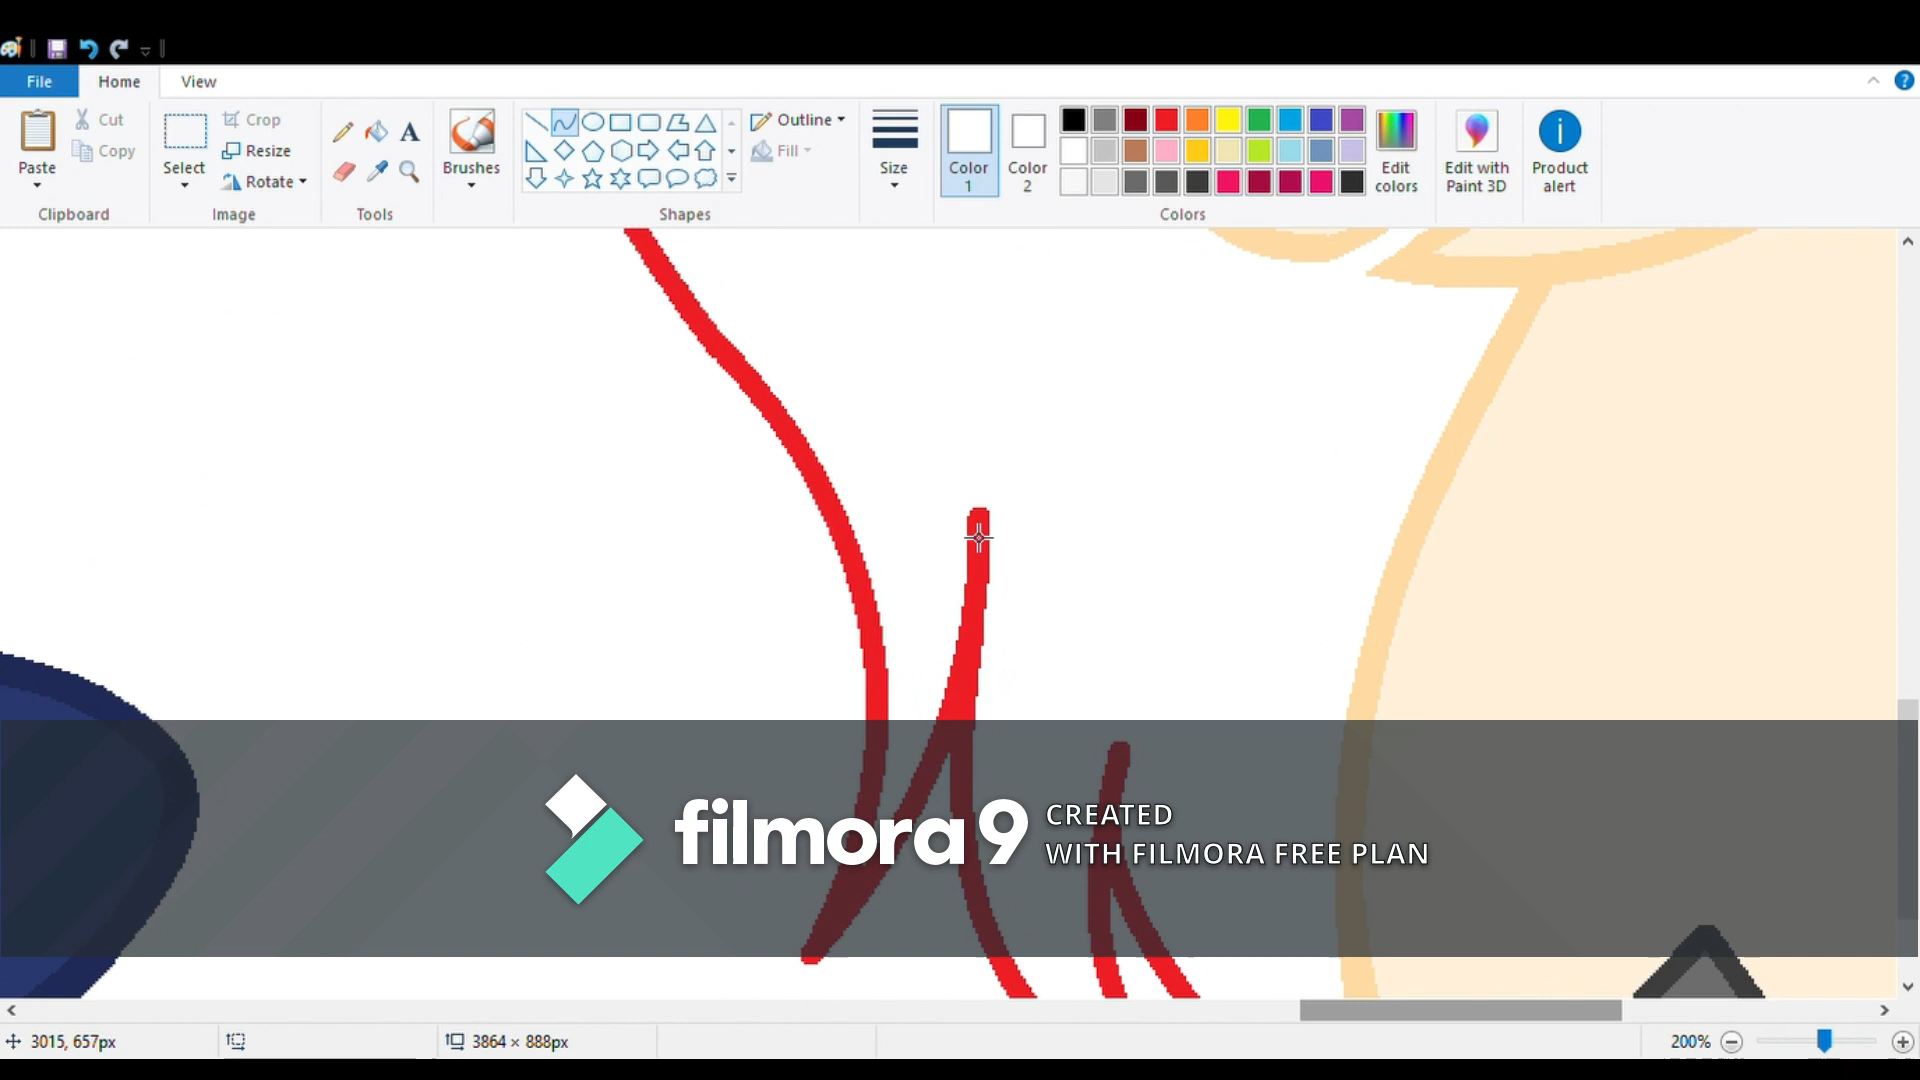 File Home View
Paste Cut Copy Clipboard
Select Crop Resize Rotate Image
A
Tools
Brushes
Outline Fill Shapes
Size
Color 1
Color 2
Edit colors
Colors
Edit with Paint 3D
Product alert
filmora9 CREATED
WITH FILMORA FREE PLAN
3015, 657px 3864 × 888px 200%